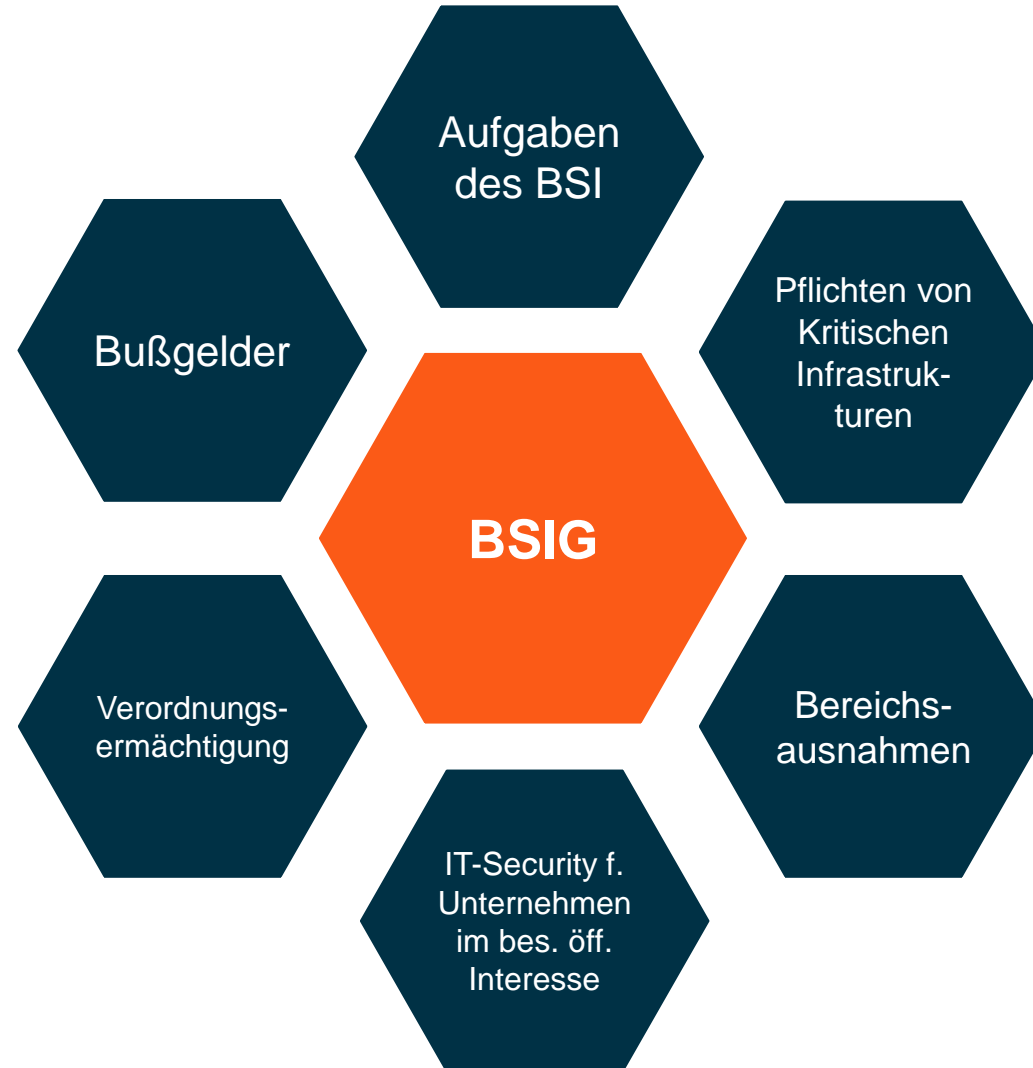 Aufgaben
des BSI
Pflichten von
Kritischen
Infrastruk-
turen
Bußgelder
BSIG
Verordnungs-
ermächtigung
Bereichs-
ausnahmen
IT-Security f.
Unternehmen
im bes. öff.
Interesse